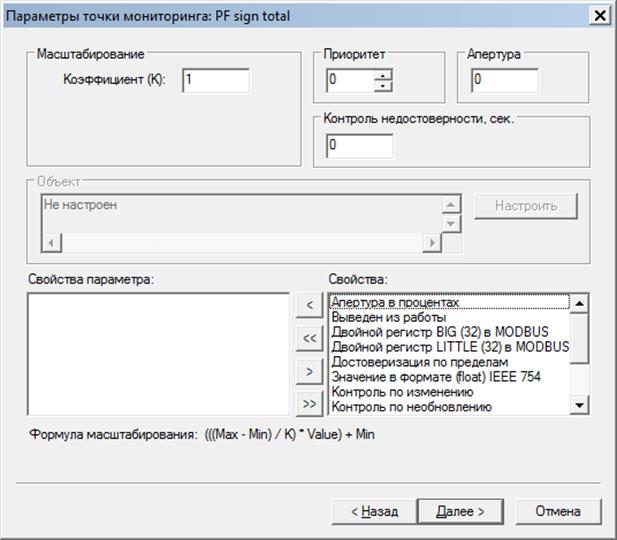 Параметры точки мониторинга: PF sign total
Масштабирование
Коэффициент (K): 1
Приоритет
0
Апертура
0
Контроль недостоверности, сек.
0
Объект
Не настроен
Настроить
Свойства параметра:
Свойства:
<
<<
>
>>
Апертура в процентах
Выведен из работы
Двойной регистр BIG (32) в MODBUS
Двойной регистр LITTLE (32) в MODBUS
Достоверизация по пределам
Значение в формате (float) IEEE 754
Контроль по изменению
Контроль по необновлению
Формула масштабирования: (((Max - Min) / K) * Value) + Min
< Назад
Далее >
Отмена